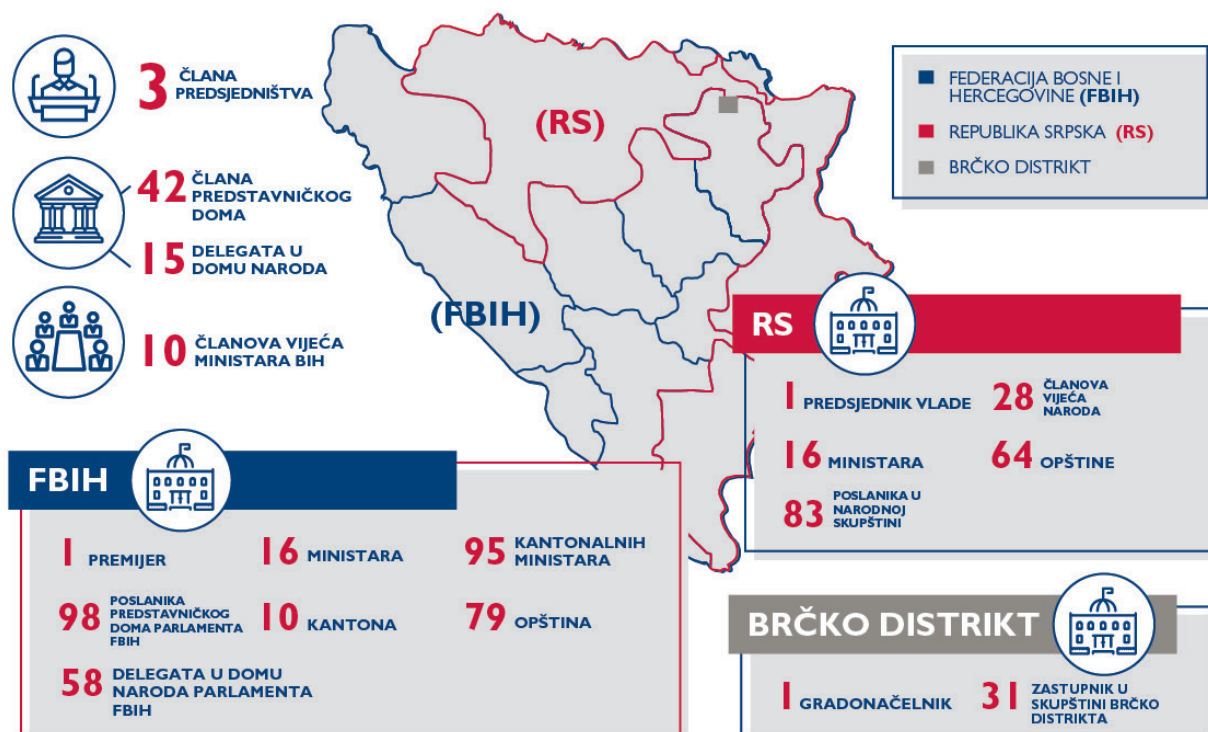 3 ČLANA
PREDSJEDNIŠTVA
42 ČLANA
PREDSTAVNIČKOG
DOMA
15 DELEGATA U
DOMU NARODA
10 ČLANOVA VIJEĆA
MINISTARA BIH
(RS)
(FBIH)
FEDERACIJA BOSNE I
HERCEGOVINE (FBIH)
REPUBLIKA SRPSKA (RS)
BRČKO DISTRIKT
RS
1 PREDSJEDNIK VLADE
28 ČLANOVA
VIJEĆA
NARODA
16 MINISTARA
64 OPŠTINE
83 POSLANIKA U
NARODNOJ
SKUPŠTINI
FBIH
1 PREMIJER
16 MINISTARA
95 KANTONALNIH
MINISTARA
98 POSLANIKA
PREDSTAVNIČKOG
DOMA PARLAMENTA
FBIH
10 KANTONA
79 OPŠTINA
58 DELEGATA U DOMU
NARODA PARLAMENTA
FBIH
BRČKO DISTRIKT
1 GRADONAČELNIK
31 ZASTUPNIK U
SKUPŠTINI BRČKO
DISTRIKTA